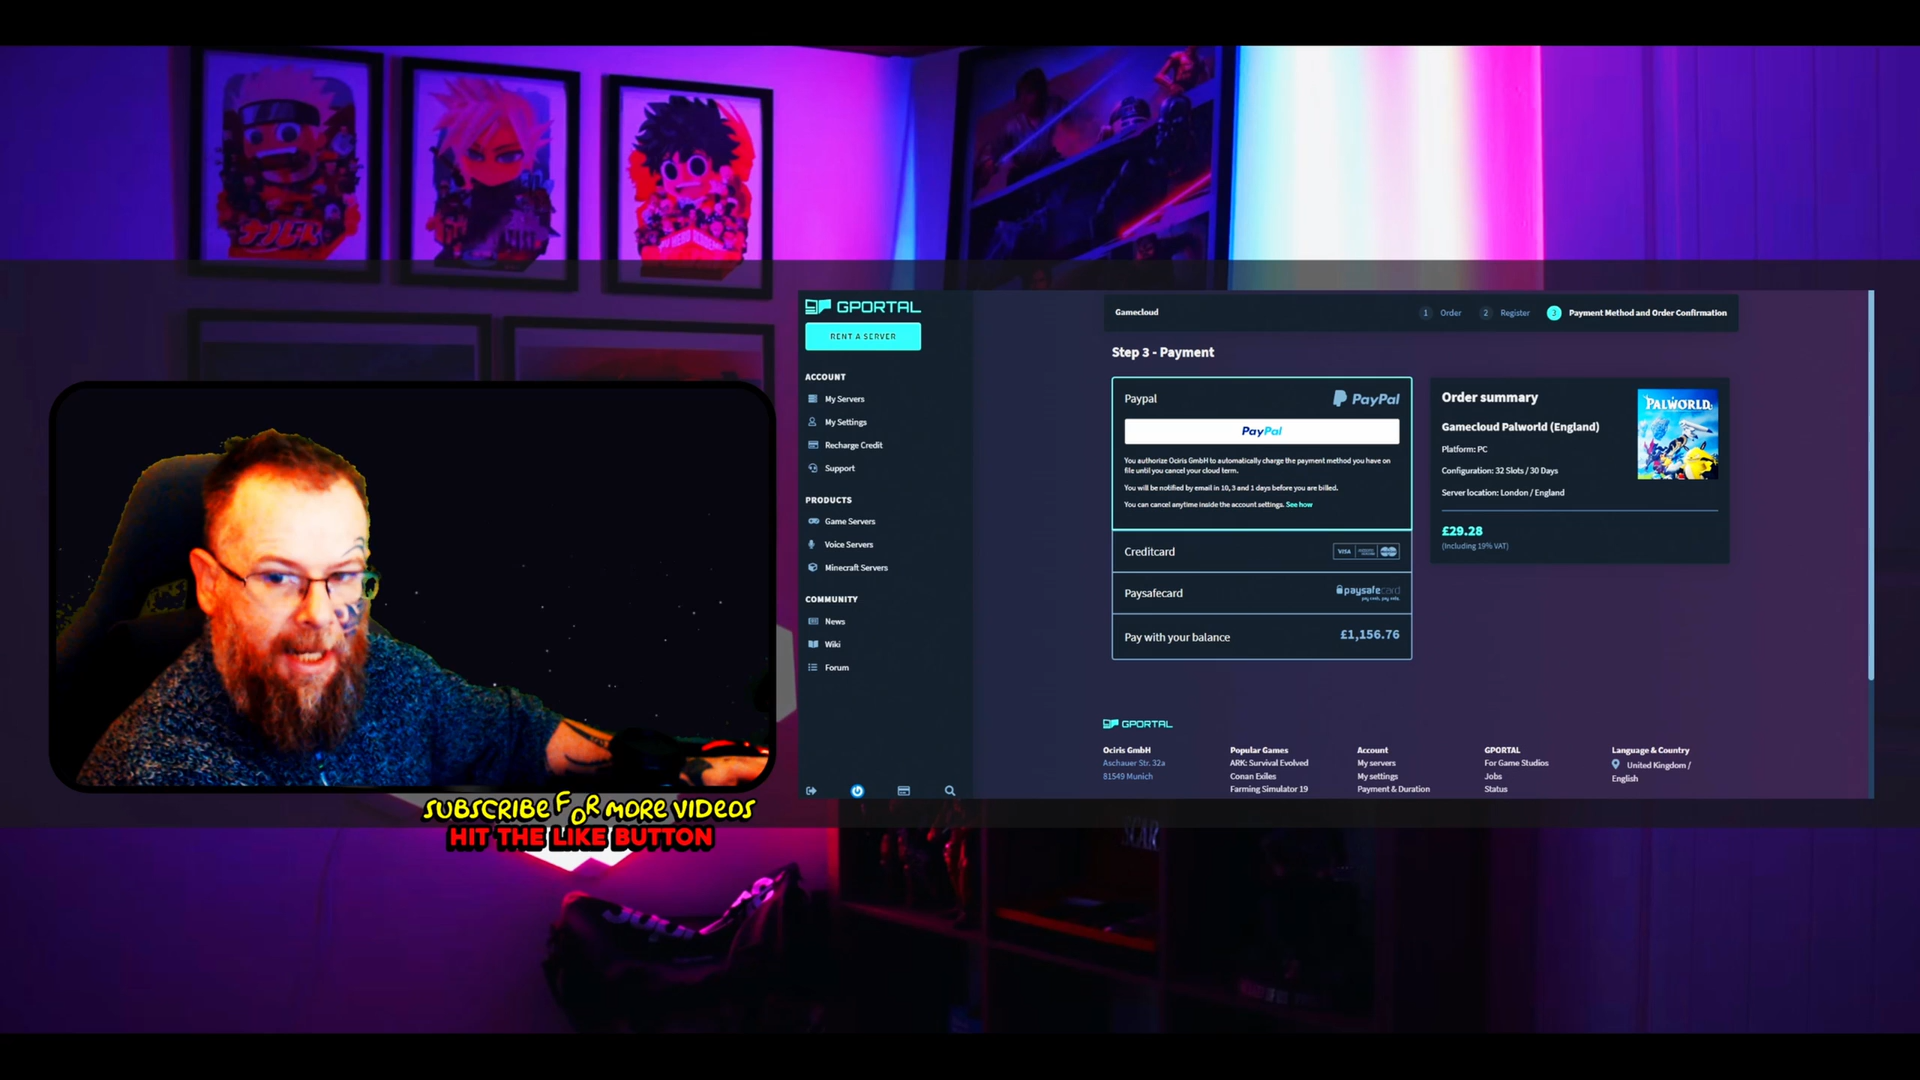 GPORTAL
RENT A SERVER
ACCOUNT
My Servers
My Settings
Recharge Credit
Support
PRODUCTS
Game Servers
Voice Servers
Minecraft Servers
COMMUNITY
News
Wiki
Forum
Gamecloud
1 Order 2 Register 3 Payment Method and Order Confirmation
Step 3 - Payment
Paypal PayPal
PayPal
You authorize Ociris GmbH to automatically charge the payment method you have on
file until you cancel your cloud term.
You will be notified by email in 10, 3 and 1 days before you are billed.
You can cancel anytime inside the account settings. See how
Creditcard VISA
Paysafecard paysafecard
pay cash. pay safe.
Pay with your balance £1,156.76
Order summary
PALWORLD
Gamecloud Palworld (England)
Platform: PC
Configuration: 32 Slots / 30 Days
Server location: London / England
£29.28
(Including 19% VAT)
GPORTAL
Ociris GmbH
Aschauer Str. 32a
81549 Munich
Popular Games
ARK: Survival Evolved
Conan Exiles
Farming Simulator 19
Account
My servers
My settings
Payment & Duration
GPORTAL
For Game Studios
Jobs
Status
Language & Country
United Kingdom /
English
SUBSCRIBE FOR MORE VIDEOS
HIT THE LIKE BUTTON